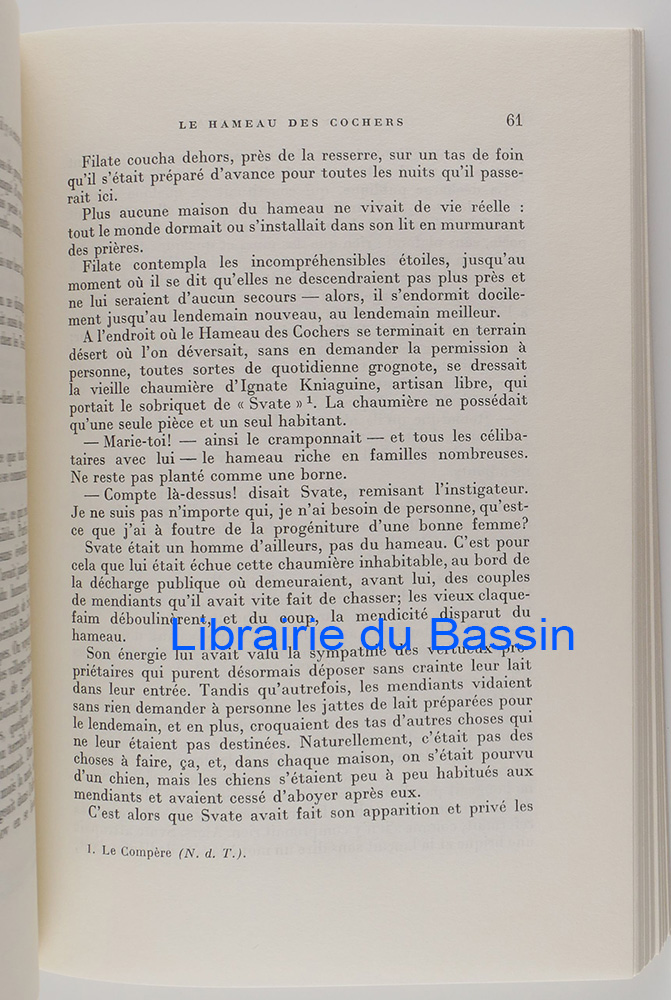 LE HAMEAU DES COCHERS 61
Filate coucha dehors, près de la resserre, sur un tas de foin
qu'il s'était préparé d'avance pour toutes les nuits qu'il passe-
rait ici.
Plus aucune maison du hameau ne vivait de vie réelle :
tout le monde dormait ou s'installait dans son lit en murmurant
des prières.
Filate contempla les incompréhensibles étoiles, jusqu'au
moment où il se dit qu'elles ne descendraient pas plus près et
ne lui seraient d'aucun secours — alors, il s'endormit docile-
ment jusqu'au lendemain nouveau, au lendemain meilleur.
A l'endroit où le Hameau des Cochers se terminait en terrain
désert où l'on déversait, sans en demander la permission à
personne, toutes sortes de quotidienne grognote, se dressait
la vieille chaumière d'Ignate Kniaguine, artisan libre, qui
portait le sobriquet de « Svate »¹. La chaumière ne possédait
qu'une seule pièce et un seul habitant.
— Marie-toi! — ainsi le cramponnait — et tous les céliba-
taires avec lui — le hameau riche en familles nombreuses.
Ne reste pas planté comme une borne.
— Compte là-dessus! disait Svate, remisant l'instigateur.
Je ne suis pas n'importe qui, je n'ai besoin de personne, qu'est-
ce que j'ai à foutre de la progéniture d'une bonne femme?
Svate était un homme d'ailleurs, pas du hameau. C'est pour
cela que lui était échue cette chaumière inhabitable, au bord de
la décharge publique où demeuraient, avant lui, des couples
de mendiants qu'il avait vite fait de chasser; les vieux claque-
faim déboulinèrent, et du coup, la mendicité disparut du
hameau.
Librairie du Bassin
Son énergie lui avait valu la sympathie des vertueux pro-
priétaires qui purent désormais déposer sans crainte leur lait
dans leur entrée. Tandis qu'autrefois, les mendiants vidaient
sans rien demander à personne les jattes de lait préparées pour
le lendemain, et en plus, croquaient des tas d'autres choses qui
ne leur étaient pas destinées. Naturellement, c'était pas des
choses à faire, ça, et, dans chaque maison, on s'était pourvu
d'un chien, mais les chiens s'étaient peu à peu habitués aux
mendiants et avaient cessé d'aboyer après eux.
C'est alors que Svate avait fait son apparition et privé les
1. Le Compère (N. d. T.).